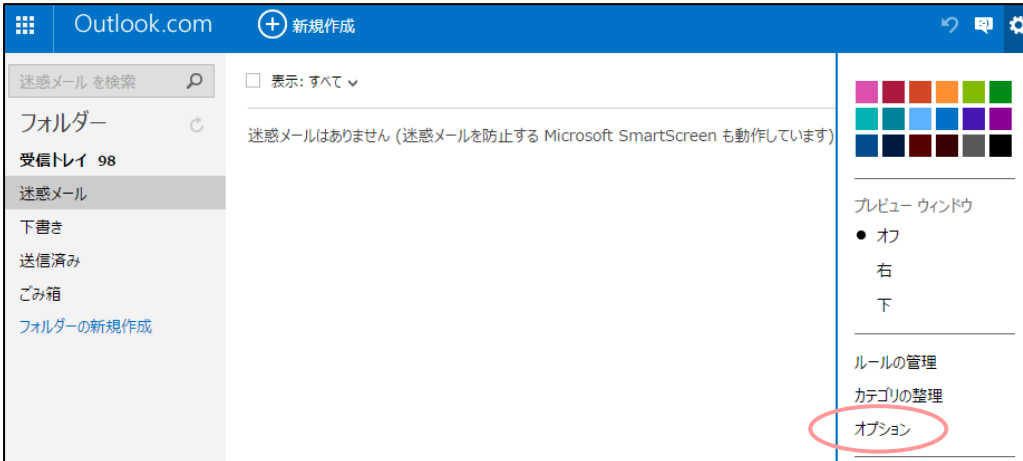 Outlook.com
新規作成
迷惑メール を検索
フォルダー
受信トレイ 98
迷惑メール
下書き
送信済み
ごみ箱
フォルダーの新規作成
表示: すべて
迷惑メールはありません (迷惑メールを防止する Microsoft SmartScreen も動作しています)
プレビュー ウィンドウ
オフ
右
下
ルールの管理
カテゴリの整理
オプション